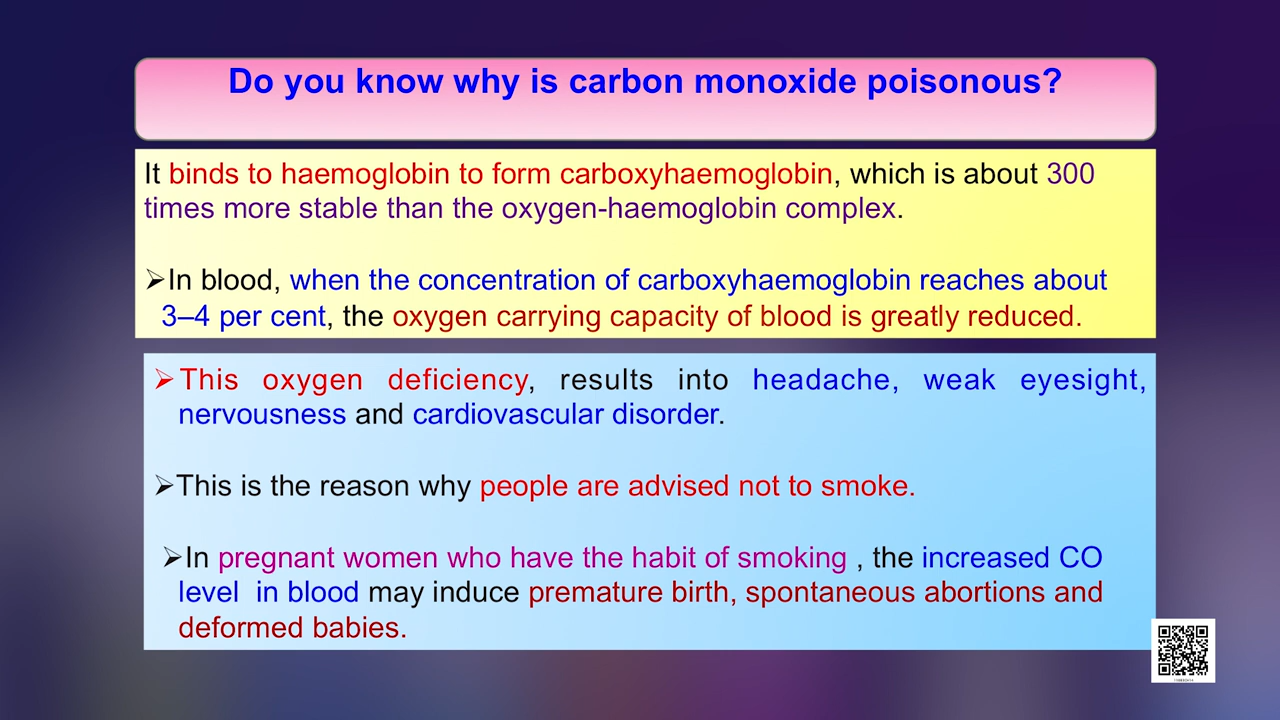 Do you know why is carbon monoxide poisonous?
It binds to haemoglobin to form carboxyhaemoglobin, which is about 300
times more stable than the oxygen-haemoglobin complex.
➢In blood, when the concentration of carboxyhaemoglobin reaches about
3–4 per cent, the oxygen carrying capacity of blood is greatly reduced.
➢This oxygen deficiency, results into headache, weak eyesight,
nervousness and cardiovascular disorder.
➢This is the reason why people are advised not to smoke.
➢In pregnant women who have the habit of smoking , the increased CO
level in blood may induce premature birth, spontaneous abortions and
deformed babies.